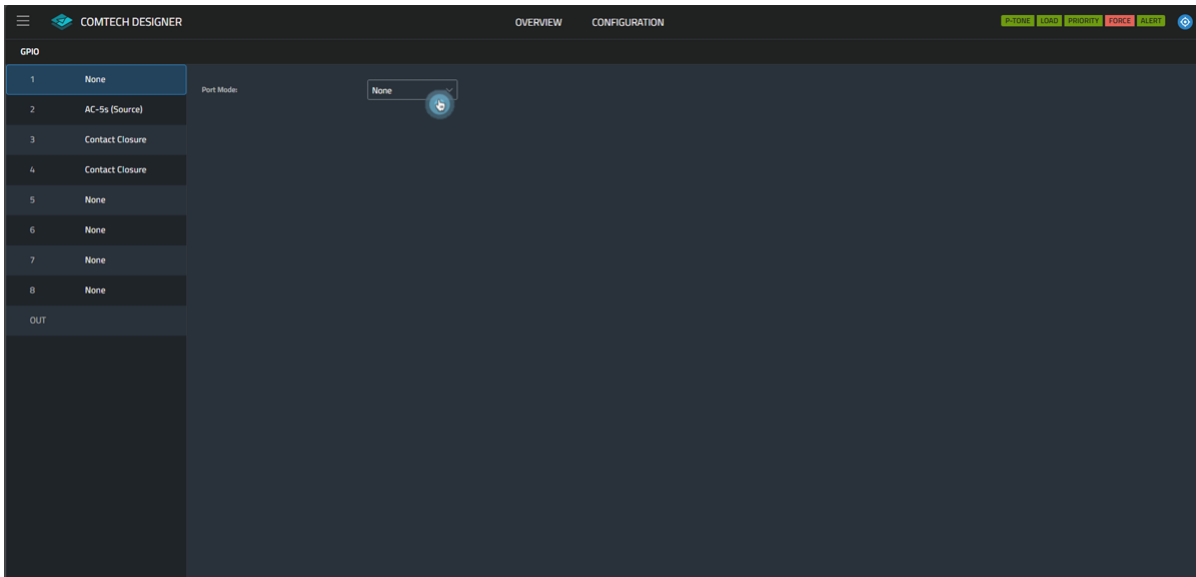 COMTECH DESIGNER OVERVIEW CONFIGURATION P-TONE LOAD PRIORITY FORCE ALERT
GPIO
1 None
Port Mode: None
2 AC-5s (Source)
3 Contact Closure
4 Contact Closure
5 None
6 None
7 None
8 None
OUT